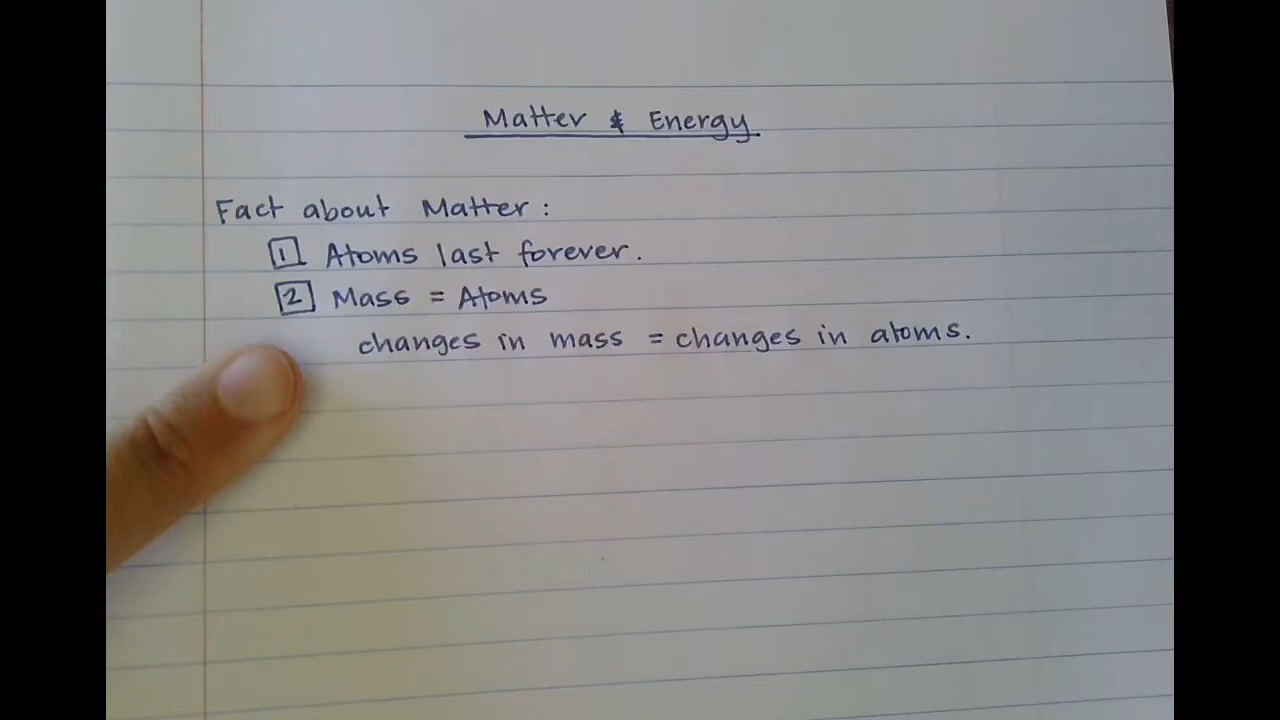 Matter & Energy
Fact about Matter:
1 Atoms last forever.
2 Mass = Atoms
changes in mass = changes in atoms.